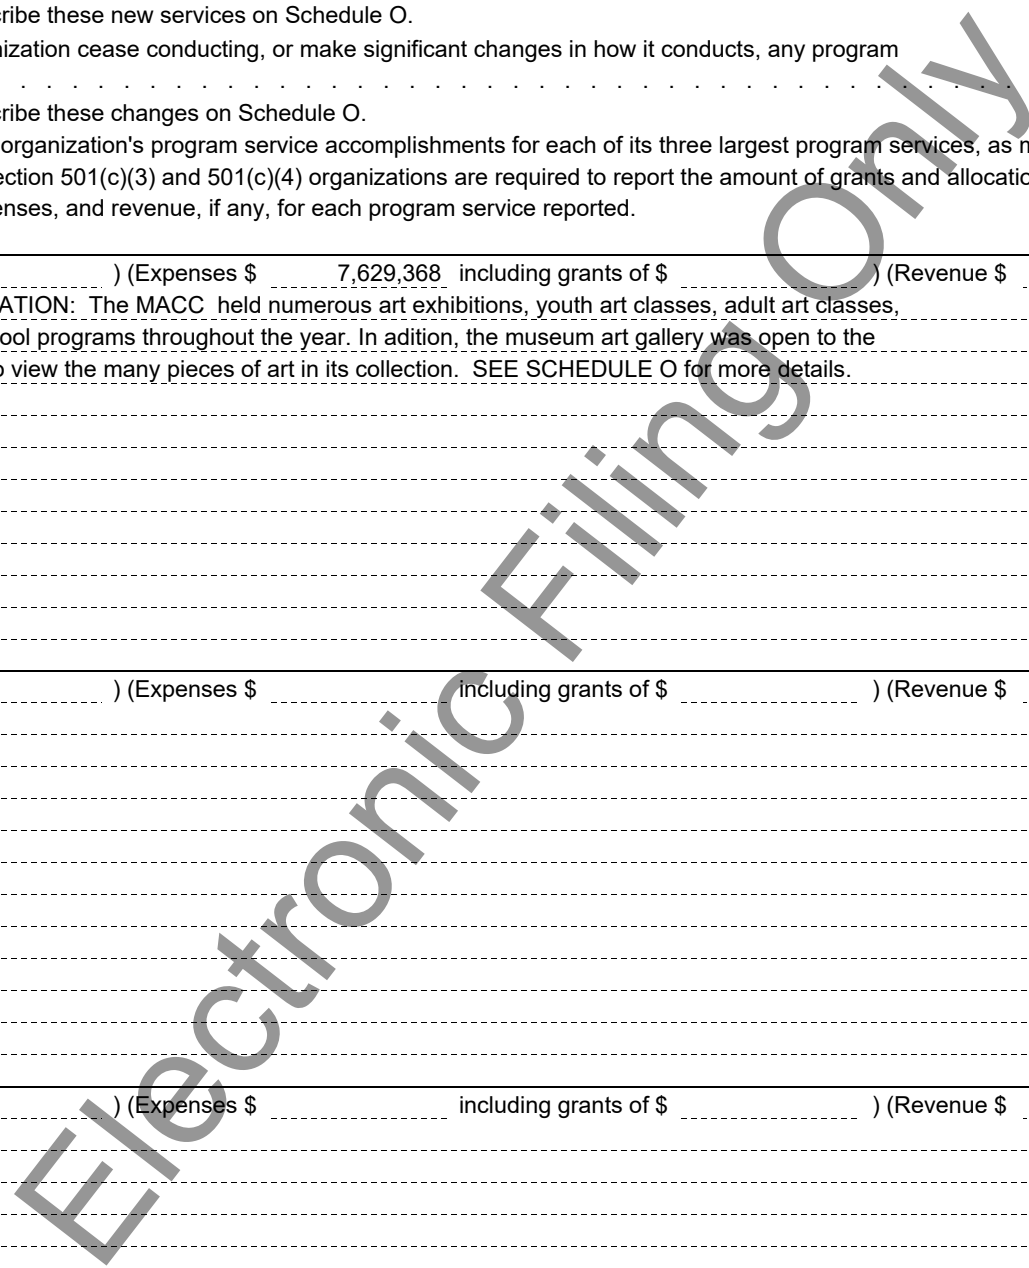 cribe these new services on Schedule O.
nization cease conducting, or make significant changes in how it conducts, any program
. . . . . . . . . . . . . . . . . . . . . . . . . . . . . . . . . . . . . . .
cribe these changes on Schedule O.
organization's program service accomplishments for each of its three largest program services, as m
ection 501(c)(3) and 501(c)(4) organizations are required to report the amount of grants and allocatio
enses, and revenue, if any, for each program service reported.
) (Expenses $ 7,629,368 including grants of $ ) (Revenue $
ATION: The MACC held numerous art exhibitions, youth art classes, adult art classes,
ool programs throughout the year. In adition, the museum art gallery was open to the
o view the many pieces of art in its collection. SEE SCHEDULE O for more details.
) (Expenses $ including grants of $ ) (Revenue $
) (Expenses $ including grants of $ ) (Revenue $
Electronic Filing Only